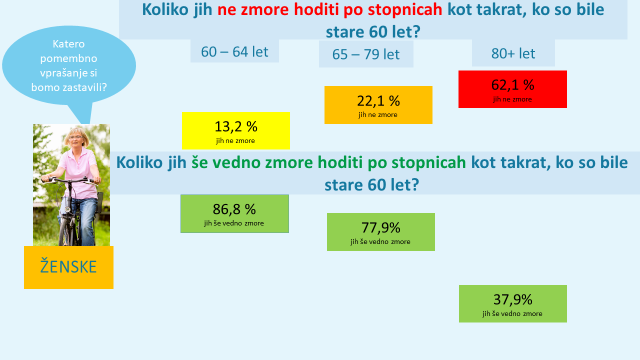 Koliko jih ne zmore hoditi po stopnicah kot takrat, ko so bile
stare 60 let?
Katero
pomembno
vprašanje si
bomo zastavili?
60 – 64 let
65 – 79 let
80+ let
13,2 %
jih ne zmore
22,1 %
jih ne zmore
62,1 %
jih ne zmore
Koliko jih še vedno zmore hoditi po stopnicah kot takrat, ko so bile
stare 60 let?
86,8 %
jih še vedno zmore
77,9%
jih še vedno zmore
37,9%
jih še vedno zmore
ŽENSKE